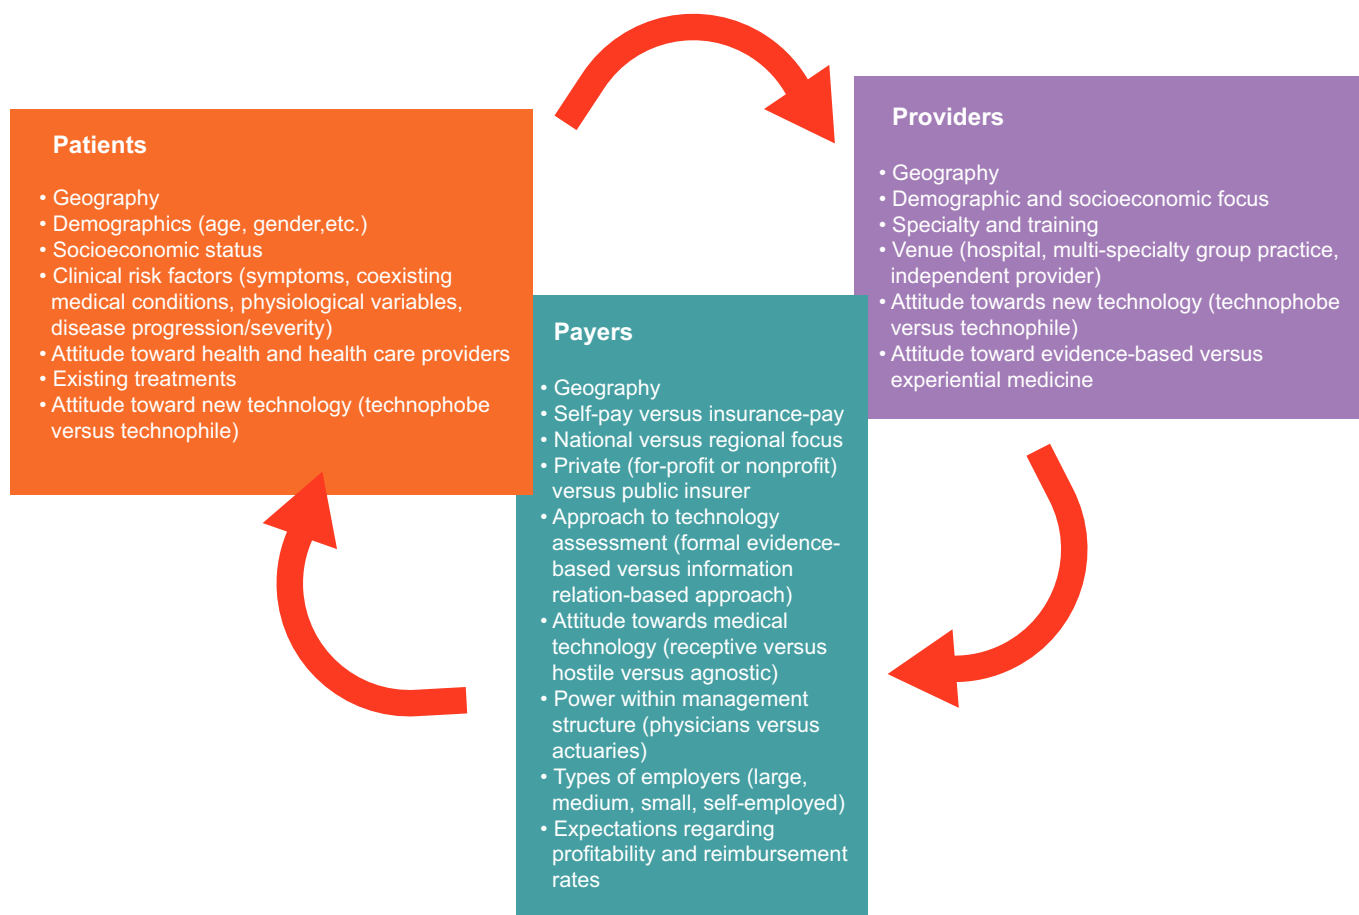 Patients
• Geography
• Demographics (age, gender,etc.)
• Socioeconomic status
• Clinical risk factors (symptoms, coexisting
medical conditions, physiological variables,
disease progression/severity)
• Attitude toward health and health care providers
• Existing treatments
• Attitude toward new technology (technophobe
versus technophile)
Providers
• Geography
• Demographic and socioeconomic focus
• Specialty and training
• Venue (hospital, multi-specialty group practice,
independent provider)
• Attitude towards new technology (technophobe
versus technophile)
• Attitude toward evidence-based versus
experiential medicine
Payers
• Geography
• Self-pay versus insurance-pay
• National versus regional focus
• Private (for-profit or nonprofit)
versus public insurer
• Approach to technology
assessment (formal evidence-
based versus information
relation-based approach)
• Attitude towards medical
technology (receptive versus
hostile versus agnostic)
• Power within management
structure (physicians versus
actuaries)
• Types of employers (large,
medium, small, self-employed)
• Expectations regarding
profitability and reimbursement
rates